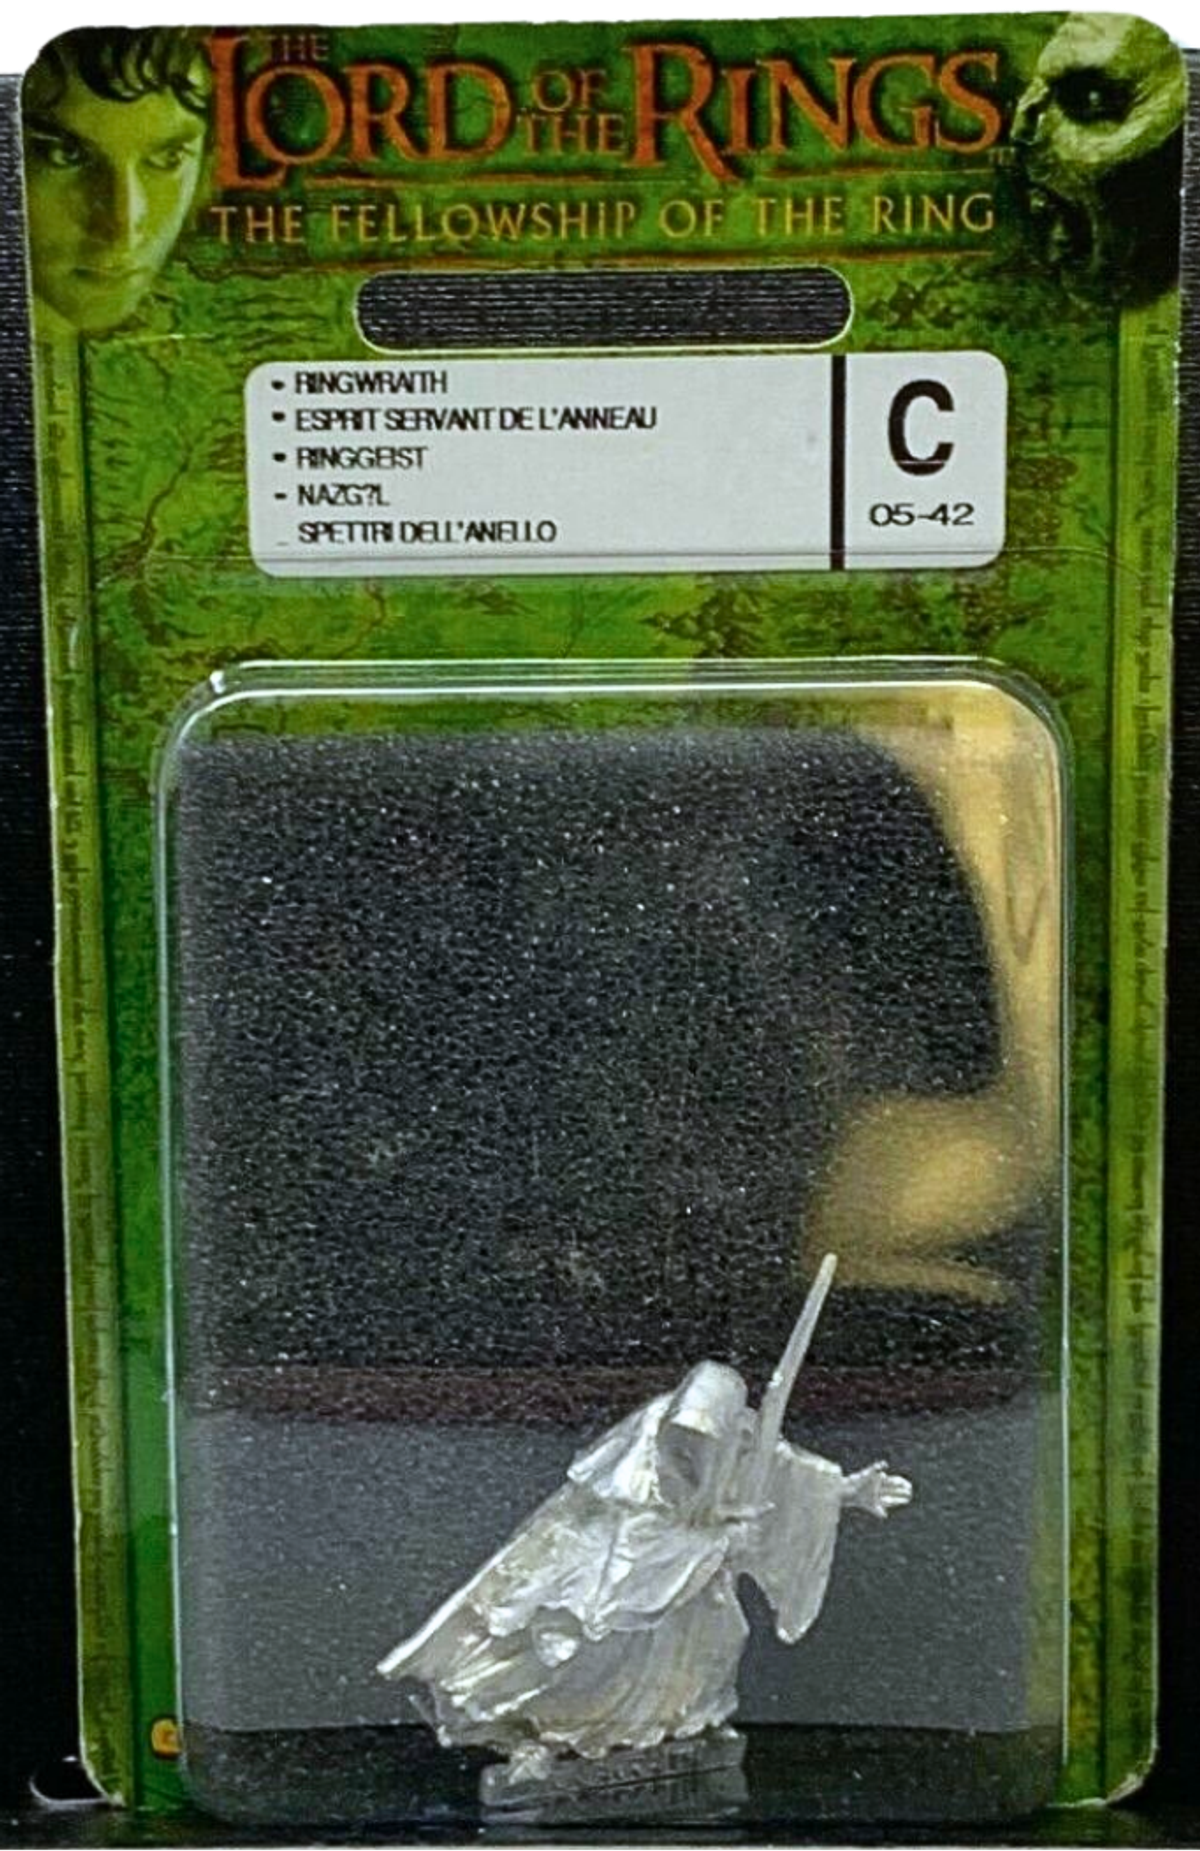 THE
LORD OF THE RINGS
THE FELLOWSHIP OF THE RING
• RINGWRAITH
• ESPRIT SERVANT DE L'ANNEAU
• RINGGEIST
- NAZG?L
_ SPETTRI DELL'ANELLO
C
05-42